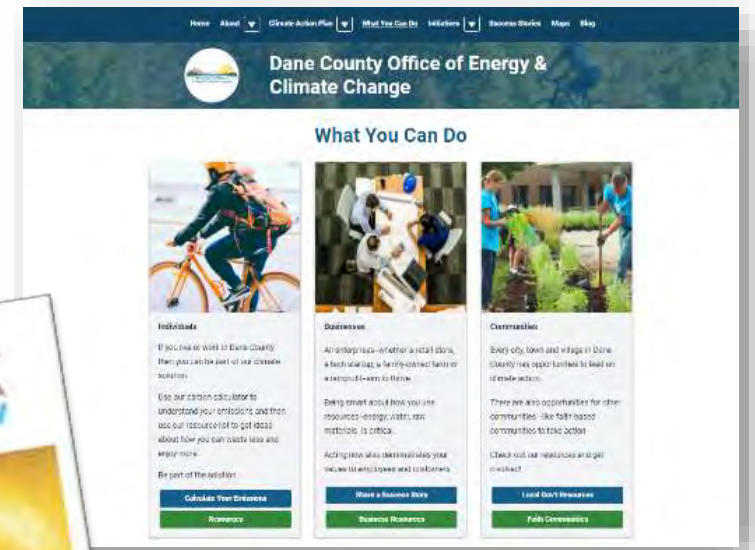 Home About Climate Action Plan What You Can Do Initiatives Success Stories Maps Blog
Dane County Office of Energy &
Climate Change
What You Can Do
Individuals
If you live or work in Dane County
then you can be part of our climate
solution.
Use our carbon calculator to
understand your emissions and then
use our resource list to get ideas
about how you can waste less and
enjoy more.
Be part of the solution
Calculate Your Emissions
Resources
Businesses
All enterprises—whether a retail store,
a tech startup, a family-owned farm or
a nonprofit—aim to thrive.
Being smart about how you use
resources—energy, water, raw
materials—is critical.
Acting now also demonstrates your
values to employees and customers.
Share a Success Story
Business Resources
Communities
Every city, town and village in Dane
County has opportunities to lead on
climate action.
There are also opportunities for other
communities—like faith-based
communities to take action.
Check out our resources and get
involved!
Local Gov't Resources
Faith Communities